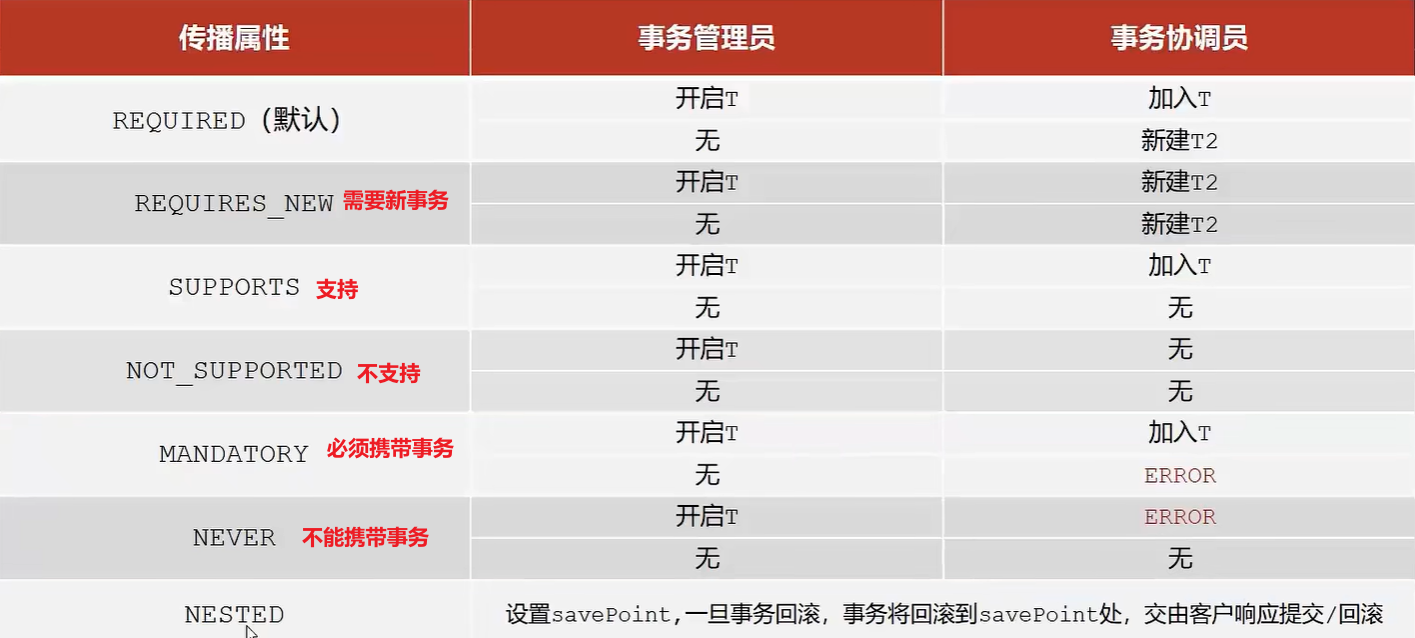 传播属性 事务管理员 事务协调员
REQUIRED（默认） 开启T 加入T
无 新建T2
REQUIRES_NEW 需要新事务 开启T 新建T2
无 新建T2
SUPPORTS 支持 开启T 加入T
无 无
NOT_SUPPORTED 不支持 开启T 无
无 无
MANDATORY 必须携带事务 开启T 加入T
无 ERROR
NEVER 不能携带事务 开启T ERROR
无 无
NESTED 设置savePoint,一旦事务回滚，事务将回滚到savePoint处，交由客户响应提交/回滚